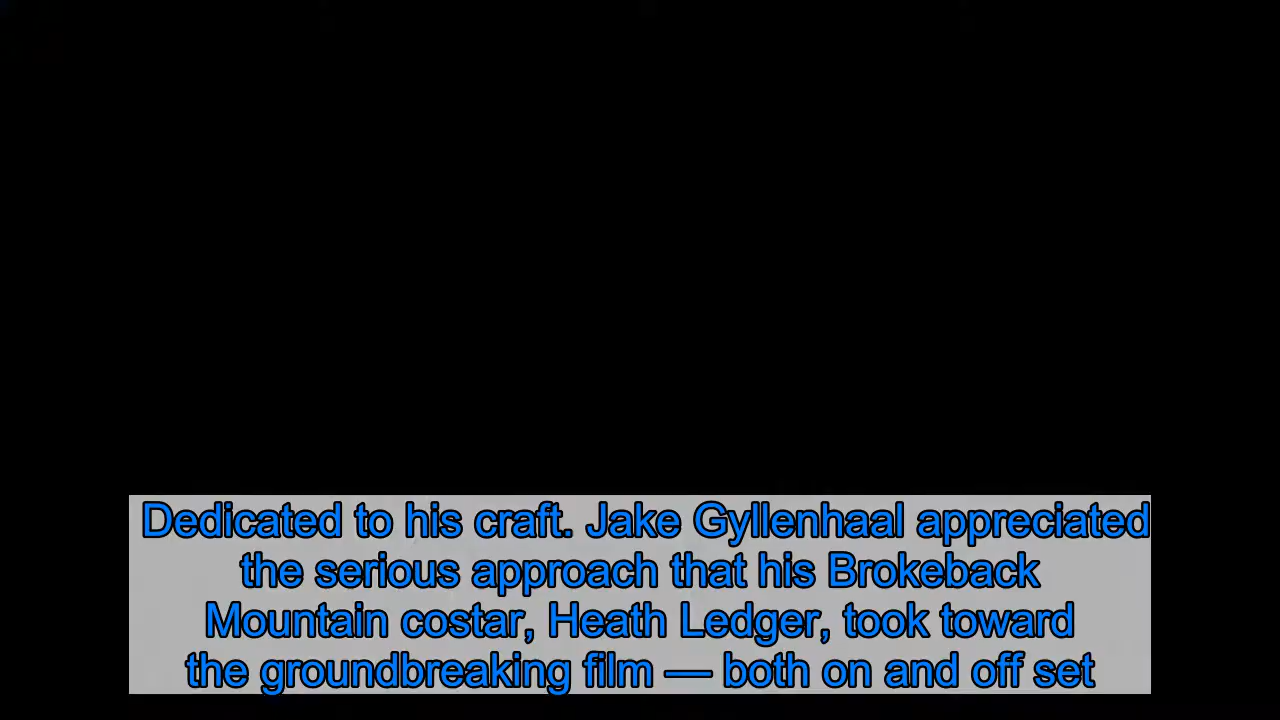 Dedicated to his craft. Jake Gyllenhaal appreciated
the serious approach that his Brokeback
Mountain costar, Heath Ledger, took toward
the groundbreaking film — both on and off set